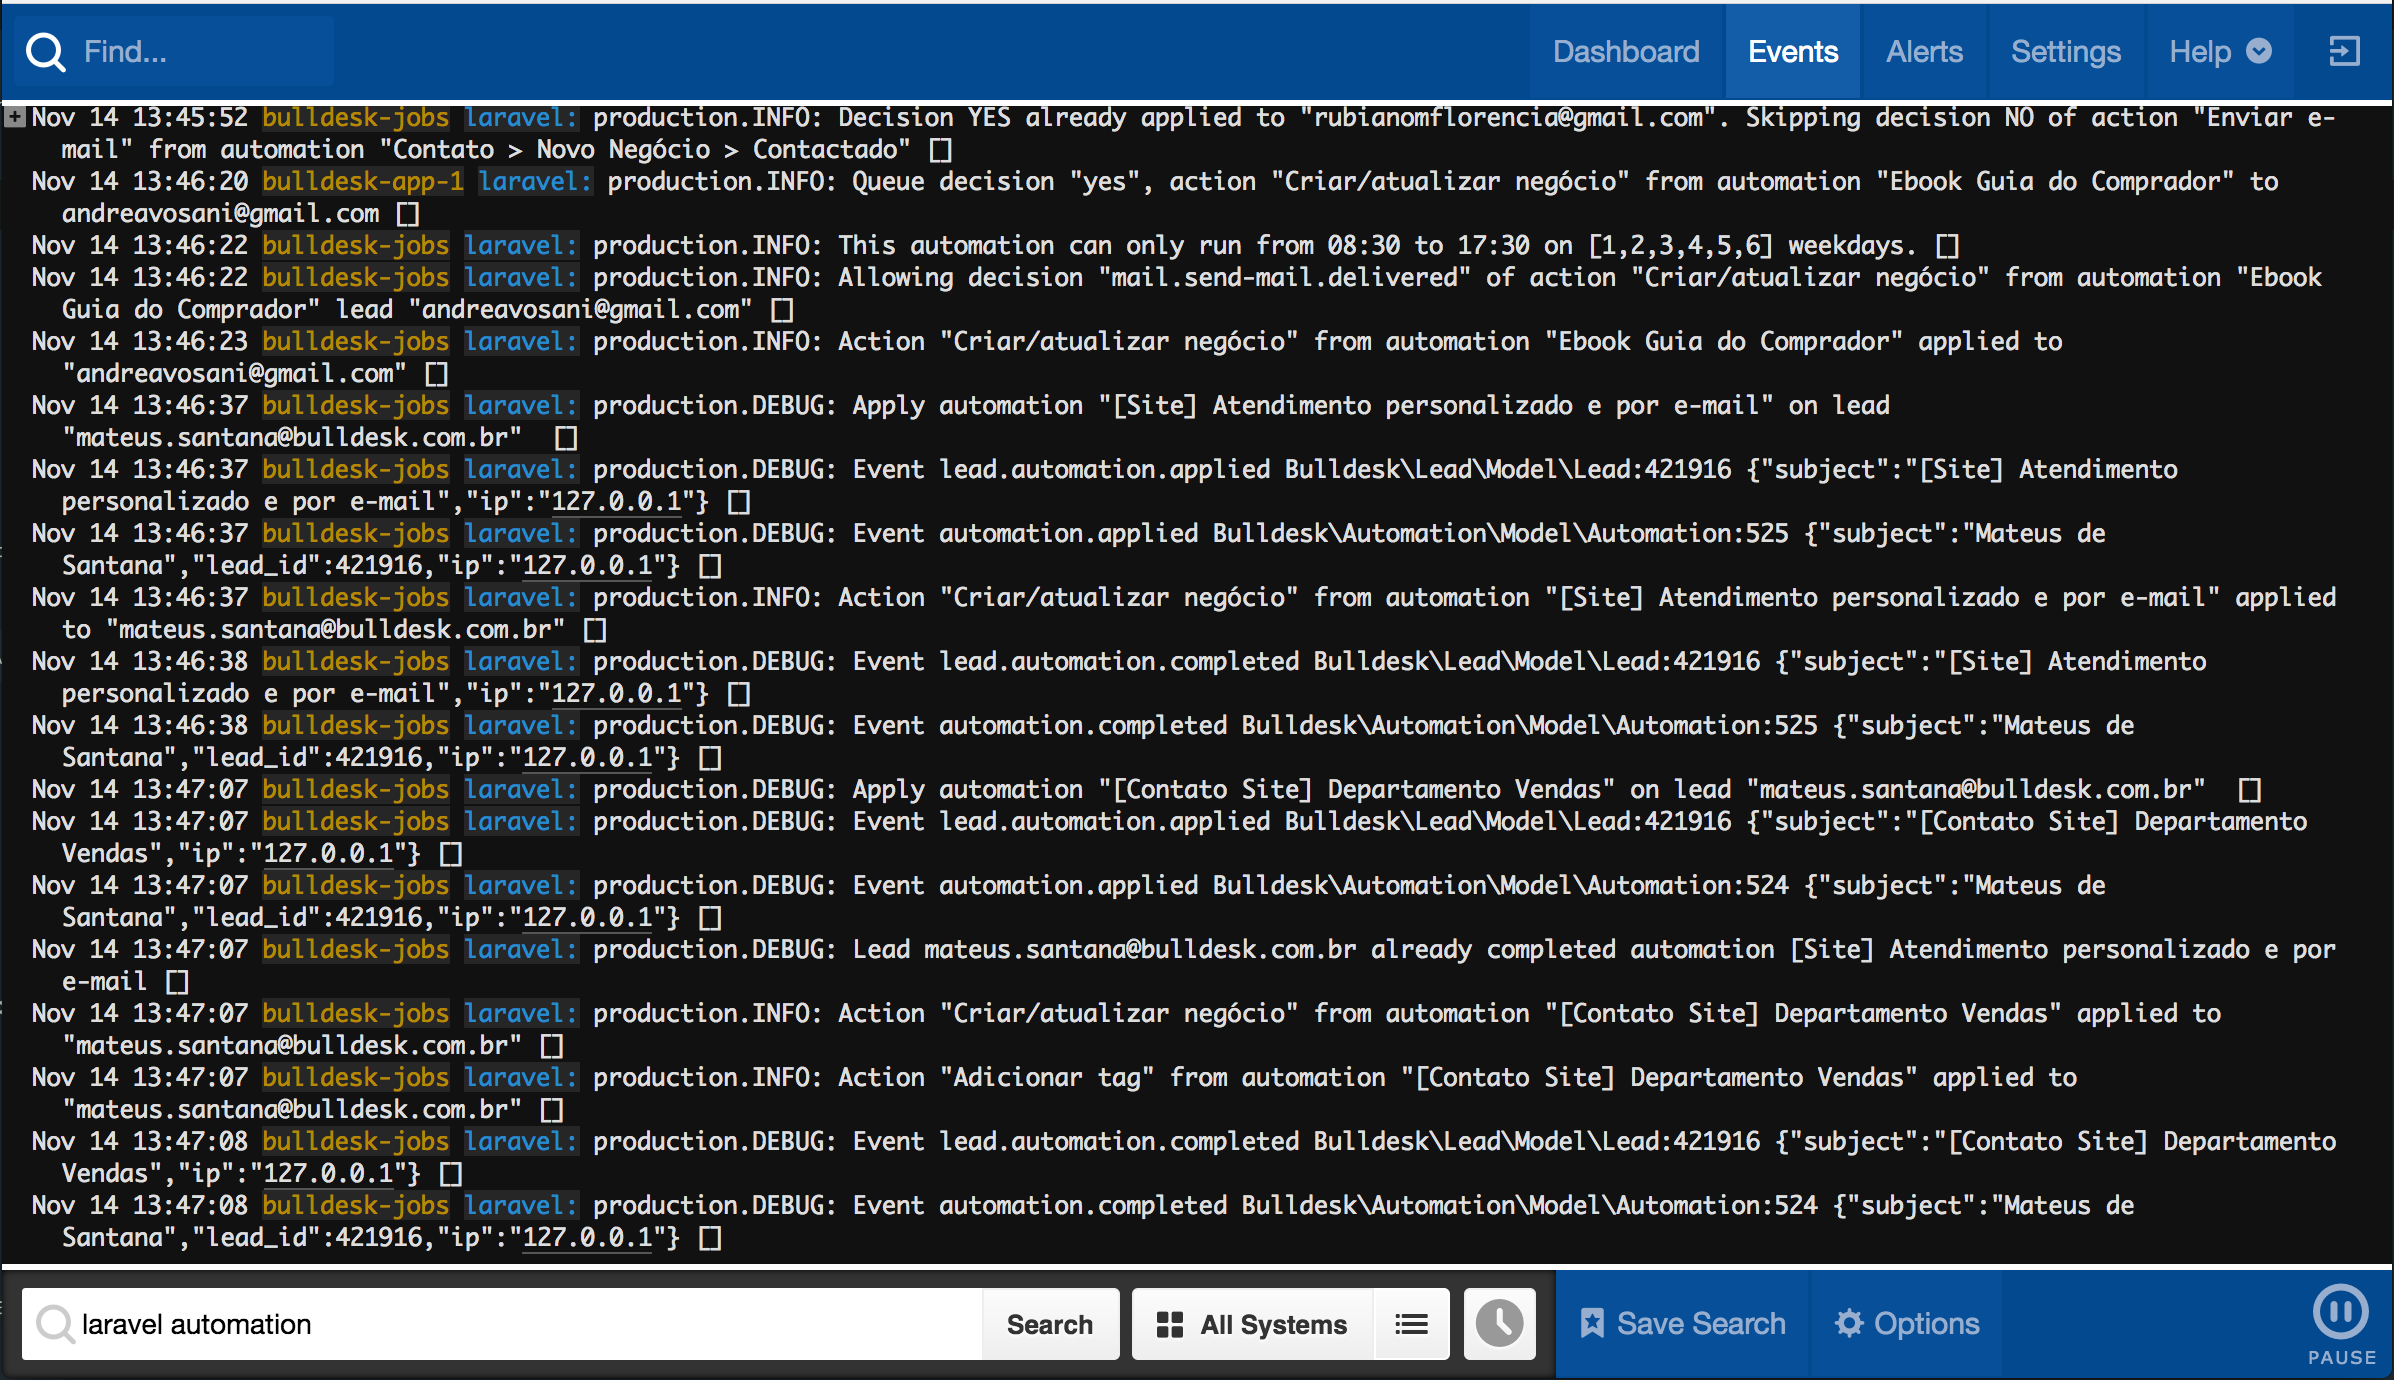 Find...
Dashboard Events Alerts Settings Help
Nov 14 13:45:52 bulldesk-jobs laravel: production.INFO: Decision YES already applied to "rubianomflorencia@gmail.com". Skipping decision NO of action "Enviar e-
mail" from automation "Contato > Novo Negócio > Contactado" []
Nov 14 13:46:20 bulldesk-app-1 laravel: production.INFO: Queue decision "yes", action "Criar/atualizar negócio" from automation "Ebook Guia do Comprador" to
andreavosani@gmail.com []
Nov 14 13:46:22 bulldesk-jobs laravel: production.INFO: This automation can only run from 08:30 to 17:30 on [1,2,3,4,5,6] weekdays. []
Nov 14 13:46:22 bulldesk-jobs laravel: production.INFO: Allowing decision "mail.send-mail.delivered" of action "Criar/atualizar negócio" from automation "Ebook
Guia do Comprador" lead "andreavosani@gmail.com" []
Nov 14 13:46:23 bulldesk-jobs laravel: production.INFO: Action "Criar/atualizar negócio" from automation "Ebook Guia do Comprador" applied to
"andreavosani@gmail.com" []
Nov 14 13:46:37 bulldesk-jobs laravel: production.DEBUG: Apply automation "[Site] Atendimento personalizado e por e-mail" on lead
"mateus.santana@bulldesk.com.br"  []
Nov 14 13:46:37 bulldesk-jobs laravel: production.DEBUG: Event lead.automation.applied Bulldesk\Lead\Model\Lead:421916 {"subject":"[Site] Atendimento
personalizado e por e-mail","ip":"127.0.0.1"} []
Nov 14 13:46:37 bulldesk-jobs laravel: production.DEBUG: Event automation.applied Bulldesk\Automation\Model\Automation:525 {"subject":"Mateus de
Santana","lead_id":421916,"ip":"127.0.0.1"} []
Nov 14 13:46:37 bulldesk-jobs laravel: production.INFO: Action "Criar/atualizar negócio" from automation "[Site] Atendimento personalizado e por e-mail" applied
to "mateus.santana@bulldesk.com.br" []
Nov 14 13:46:38 bulldesk-jobs laravel: production.DEBUG: Event lead.automation.completed Bulldesk\Lead\Model\Lead:421916 {"subject":"[Site] Atendimento
personalizado e por e-mail","ip":"127.0.0.1"} []
Nov 14 13:46:38 bulldesk-jobs laravel: production.DEBUG: Event automation.completed Bulldesk\Automation\Model\Automation:525 {"subject":"Mateus de
Santana","lead_id":421916,"ip":"127.0.0.1"} []
Nov 14 13:47:07 bulldesk-jobs laravel: production.DEBUG: Apply automation "[Contato Site] Departamento Vendas" on lead "mateus.santana@bulldesk.com.br"  []
Nov 14 13:47:07 bulldesk-jobs laravel: production.DEBUG: Event lead.automation.applied Bulldesk\Lead\Model\Lead:421916 {"subject":"[Contato Site] Departamento
Vendas","ip":"127.0.0.1"} []
Nov 14 13:47:07 bulldesk-jobs laravel: production.DEBUG: Event automation.applied Bulldesk\Automation\Model\Automation:524 {"subject":"Mateus de
Santana","lead_id":421916,"ip":"127.0.0.1"} []
Nov 14 13:47:07 bulldesk-jobs laravel: production.DEBUG: Lead mateus.santana@bulldesk.com.br already completed automation [Site] Atendimento personalizado e por
e-mail []
Nov 14 13:47:07 bulldesk-jobs laravel: production.INFO: Action "Criar/atualizar negócio" from automation "[Contato Site] Departamento Vendas" applied to
"mateus.santana@bulldesk.com.br" []
Nov 14 13:47:07 bulldesk-jobs laravel: production.INFO: Action "Adicionar tag" from automation "[Contato Site] Departamento Vendas" applied to
"mateus.santana@bulldesk.com.br" []
Nov 14 13:47:08 bulldesk-jobs laravel: production.DEBUG: Event lead.automation.completed Bulldesk\Lead\Model\Lead:421916 {"subject":"[Contato Site] Departamento
Vendas","ip":"127.0.0.1"} []
Nov 14 13:47:08 bulldesk-jobs laravel: production.DEBUG: Event automation.completed Bulldesk\Automation\Model\Automation:524 {"subject":"Mateus de
Santana","lead_id":421916,"ip":"127.0.0.1"} []
laravel automation Search All Systems Save Search Options
PAUSE